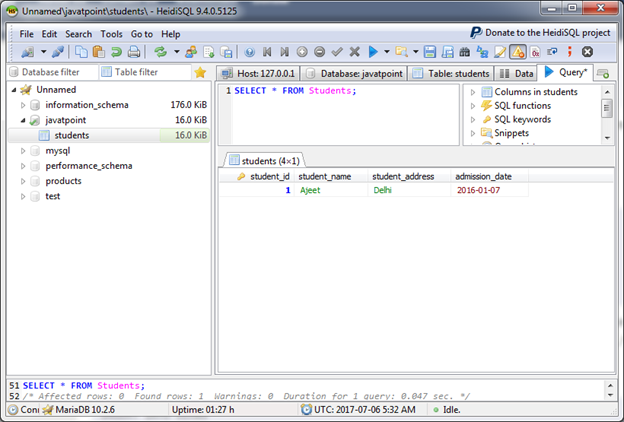 Unnamed\javatpoint\students\ - HeidiSQL 9.4.0.5125
File Edit Search Tools Go to Help
Donate to the HeidiSQL project
Database filter Table filter
Host: 127.0.0.1 Database: javatpoint Table: students Data Query*
Unnamed
information_schema 176.0 KiB
javatpoint 16.0 KiB
students 16.0 KiB
mysql
performance_schema
products
test
1 SELECT * FROM Students;
Columns in students
SQL functions
SQL keywords
Snippets
students (4×1)
student_id student_name student_address admission_date
1 Ajeet Delhi 2016-01-07
51 SELECT * FROM Students;
52 /* Affected rows: 0 Found rows: 1 Warnings: 0 Duration for 1 query: 0.047 sec. */
MariaDB 10.2.6 Uptime: 01:27 h UTC: 2017-07-06 5:32 AM Idle.